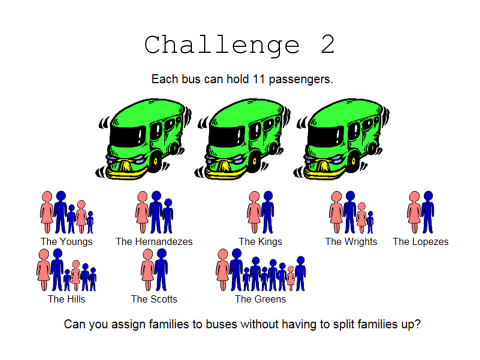 Challenge 2
Each bus can hold 11 passengers.
The Youngs
The Hernandezes
The Kings
The Wrights
The Lopezes
The Hills
The Scotts
The Greens
Can you assign families to buses without having to split families up?